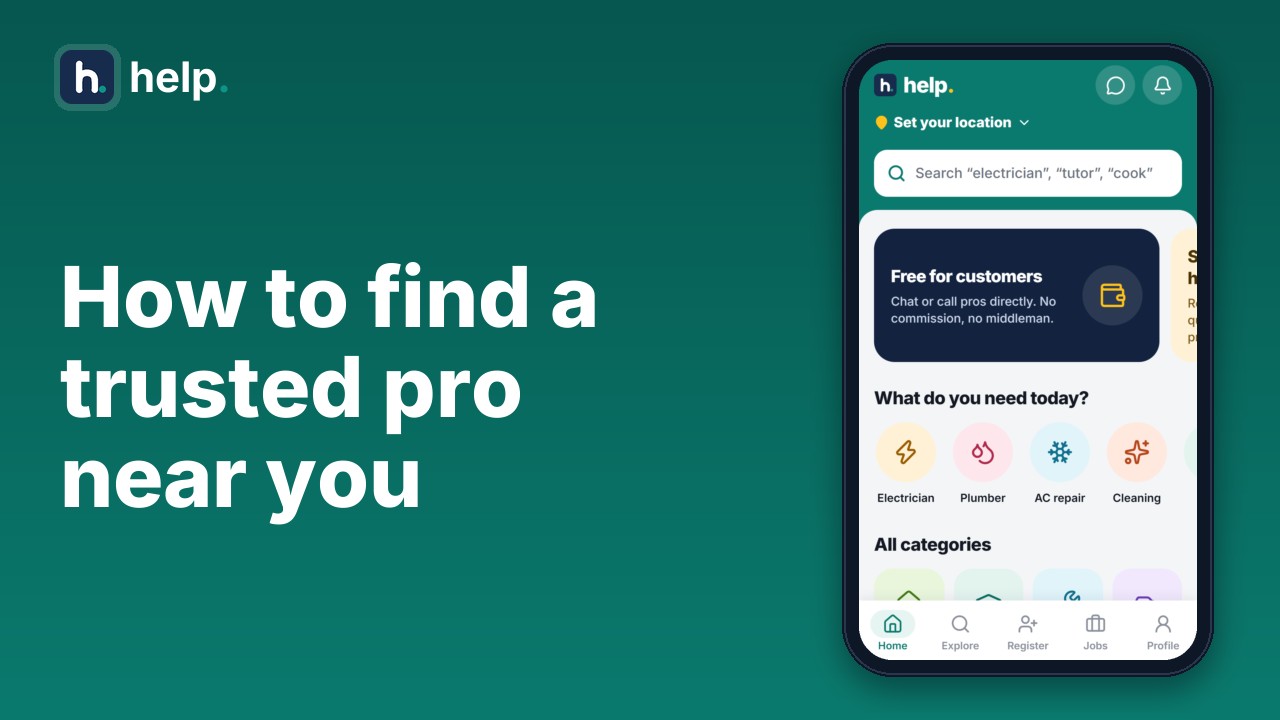 h.
help.
How to find a
trusted pro
near you
h.
help.
Set your location
Search “electrician”, “tutor”, “cook”
Free for customers
Chat or call pros directly. No
commission, no middleman.
What do you need today?
Electrician
Plumber
AC repair
Cleaning
All categories
Home
Explore
Register
Jobs
Profile